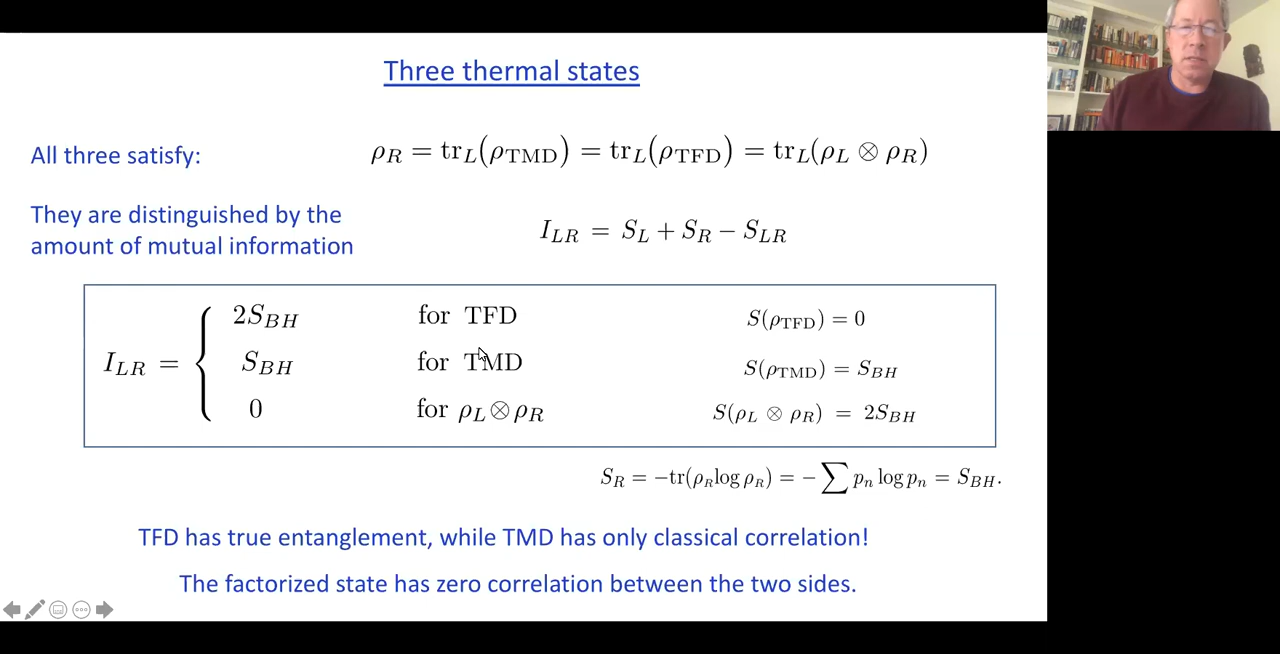 Three thermal states
All three satisfy: ρ_R = tr_L(ρ_TMD) = tr_L(ρ_TFD) = tr_L(ρ_L ⊗ ρ_R)
They are distinguished by the
amount of mutual information
I_LR = S_L + S_R − S_LR
I_LR = {
2S_BH for TFD S(ρ_TFD) = 0
S_BH for TMD S(ρ_TMD) = S_BH
0 for ρ_L ⊗ ρ_R S(ρ_L ⊗ ρ_R) = 2S_BH
S_R = −tr(ρ_R log ρ_R) = − ∑ p_n log p_n = S_BH.
TFD has true entanglement, while TMD has only classical correlation!
The factorized state has zero correlation between the two sides.